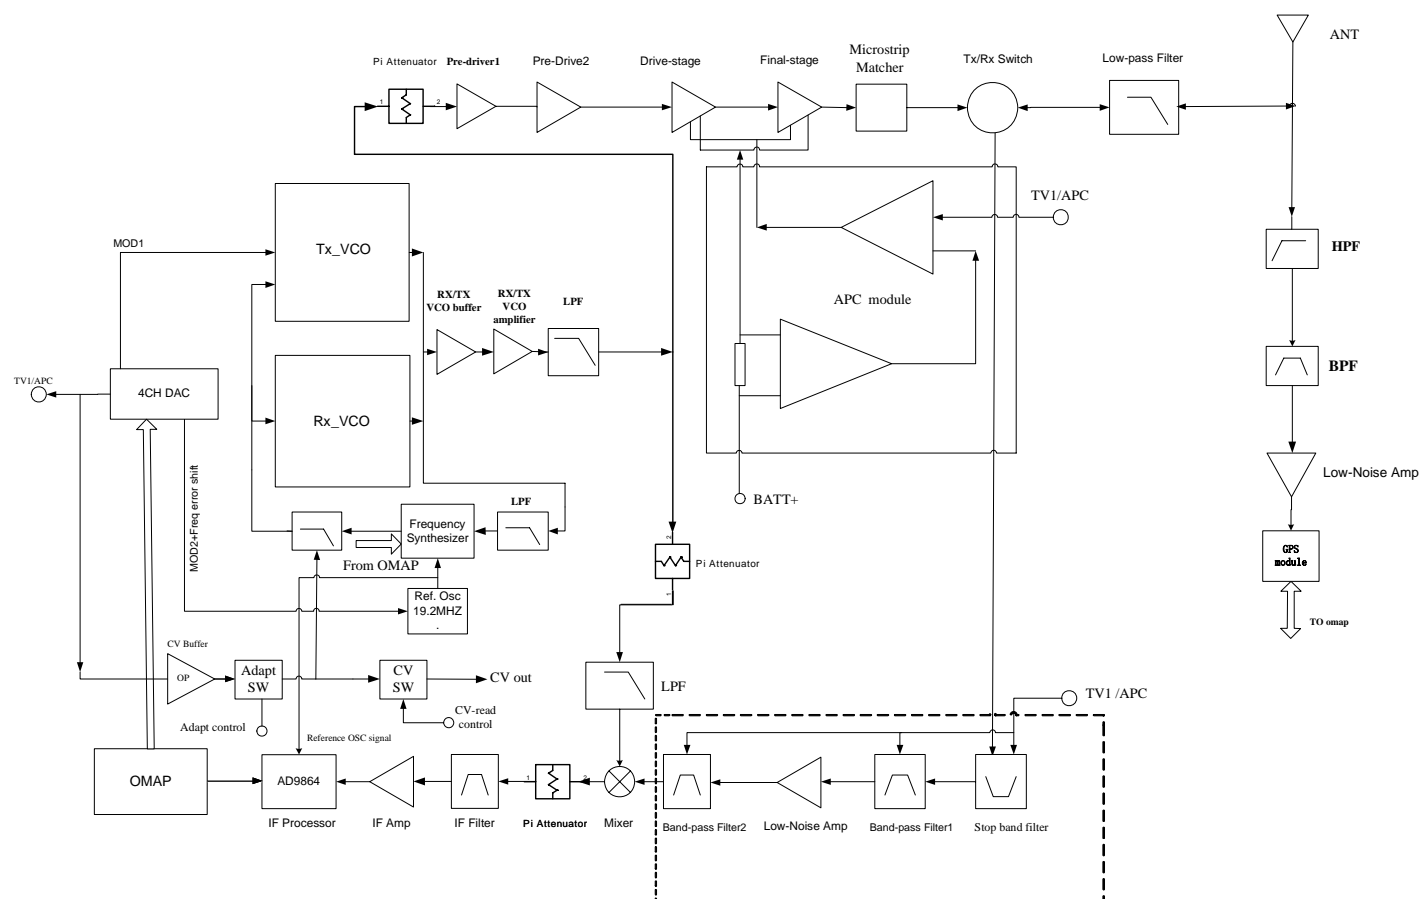 ANT
Pi Attenuator
Pre-driver1
Pre-Drive2
Drive-stage
Final-stage
Microstrip
Matcher
Tx/Rx Switch
Low-pass Filter
1
2
TV1/APC
MOD1
Tx_VCO
HPF
RX/TX
VCO buffer
RX/TX
VCO
amplifier
LPF
APC module
BPF
TV1/APC
4CH DAC
Rx_VCO
Low-Noise Amp
MOD2+Freq error shift
LPF
BATT+
Frequency
Synthesizer
From OMAP
2
Pi Attenuator
1
GPS
module
Ref. Osc
19.2MHZ
.
TO omap
CV Buffer
OP
Adapt
SW
CV
SW
CV out
LPF
TV1 /APC
Adapt control
CV-read
control
Reference OSC signal
OMAP
AD9864
1
2
IF Processor
IF Amp
IF Filter
Pi Attenuator
Mixer
Band-pass Filter2
Low-Noise Amp
Band-pass Filter1
Stop band filter